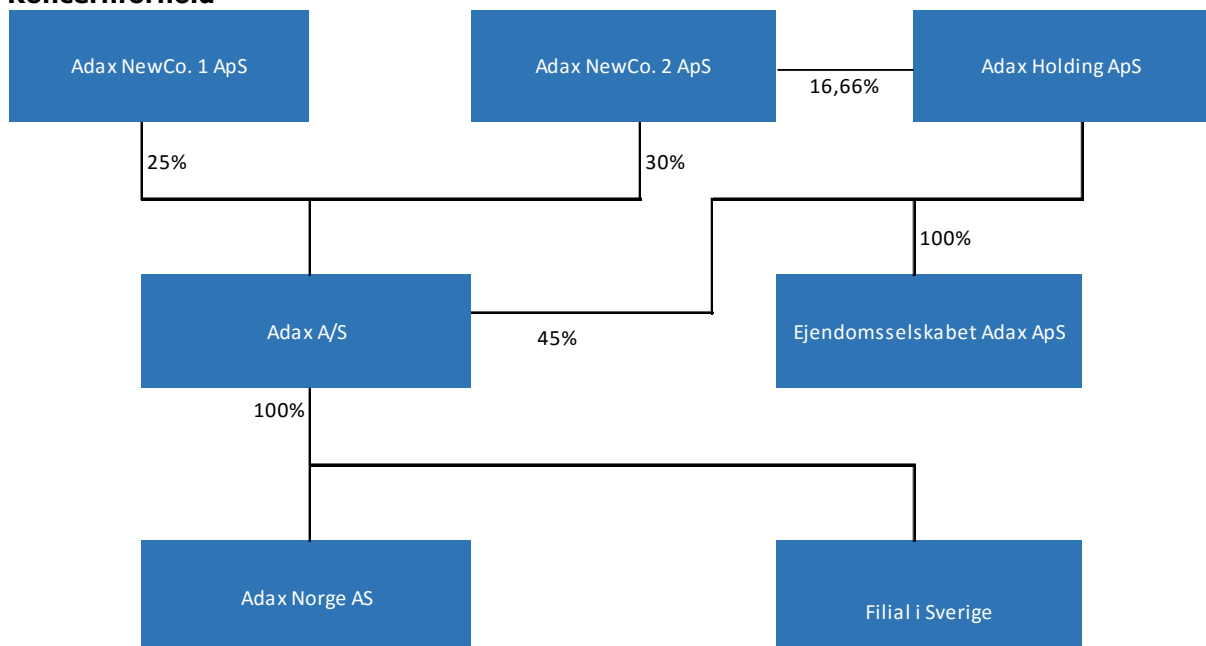 Koncernforhold
Adax NewCo. 1 ApS
Adax NewCo. 2 ApS
Adax Holding ApS
16,66%
25%
30%
100%
Adax A/S
45%
Ejendomsselskabet Adax ApS
100%
Adax Norge AS
Filial i Sverige